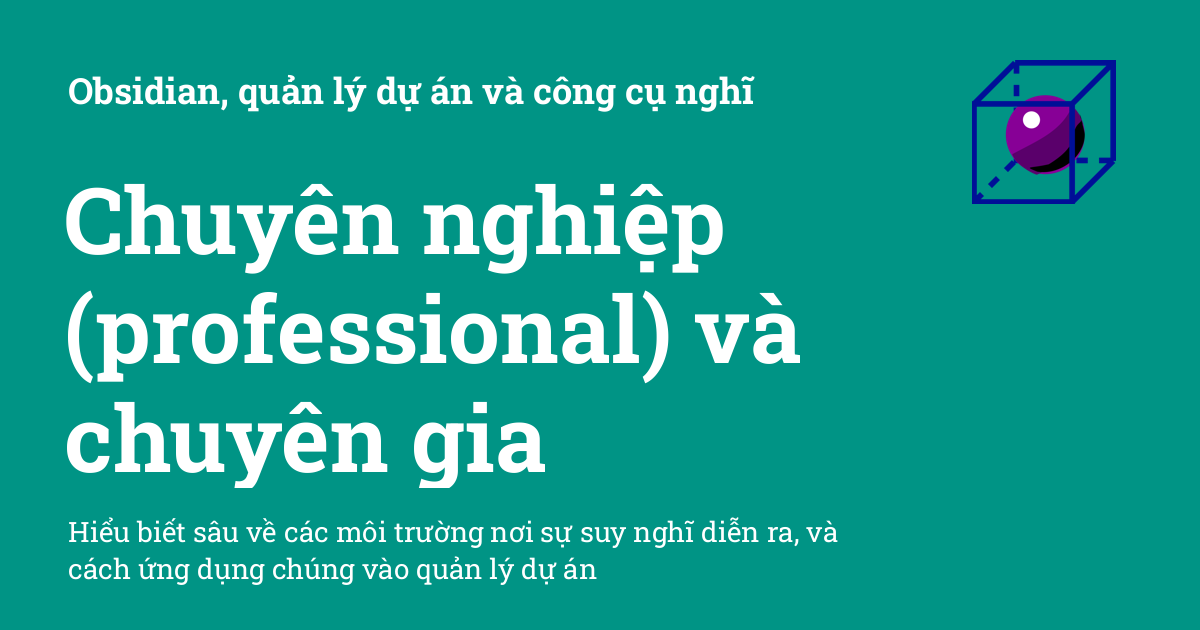 Obsidian, quản lý dự án và công cụ nghĩ
Chuyên nghiệp
(professional) và
chuyên gia
Hiểu biết sâu về các môi trường nơi sự suy nghĩ diễn ra, và
cách ứng dụng chúng vào quản lý dự án